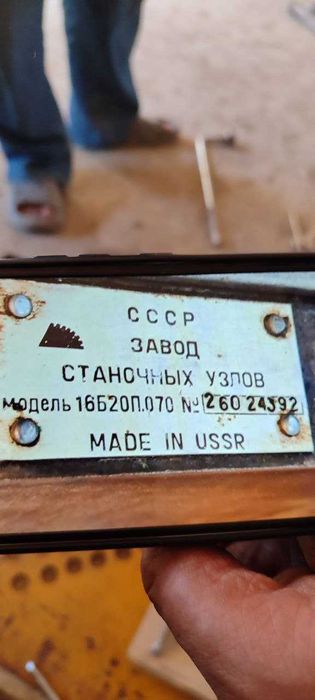 СССР
ЗАВОД
СТАНОЧНЫХ УЗЛОВ
модель 16Б20П.070 № 260 24392
MADE IN USSR